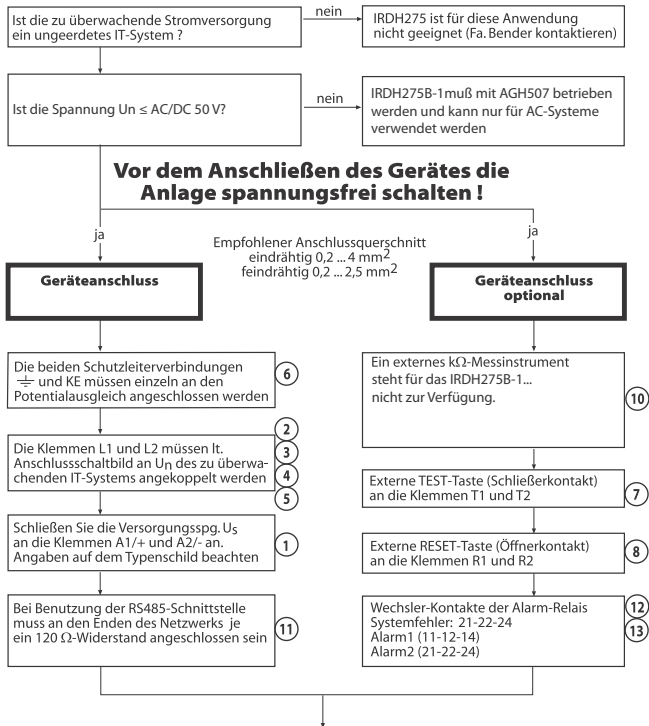 Ist die zu überwachende Stromversorgung
ein ungeerdetes IT-System ?
nein
IRDH275 ist für diese Anwendung
nicht geeignet (Fa. Bender kontaktieren)
Ist die Spannung Un ≤ AC/DC 50 V?
nein
IRDH275B-1muß mit AGH507 betrieben
werden und kann nur für AC-Systeme
verwendet werden
Vor dem Anschließen des Gerätes die
Anlage spannungsfrei schalten !
ja
Empfohlener Anschlussquerschnitt
eindrähtig 0,2 ... 4 mm2
feindrähtig 0,2 ... 2,5 mm2
ja
Geräteanschluss
Geräteanschluss
optional
Die beiden Schutzleiterverbindungen
⏚ und KE müssen einzeln an den
Potentialausgleich angeschlossen werden
6
Die Klemmen L1 und L2 müssen lt.
Anschlussschaltbild an Un des zu überwa-
chenden IT-Systems angekoppelt werden
2
3
4
5
Schließen Sie die Versorgungsspg. Us
an die Klemmen A1/+ und A2/- an.
Angaben auf dem Typenschild beachten
1
Bei Benutzung der RS485-Schnittstelle
muss an den Enden des Netzwerks je
ein 120 Ω-Widerstand angeschlossen sein
11
Ein externes kΩ-Messinstrument
steht für das IRDH275B-1...
nicht zur Verfügung.
10
Externe TEST-Taste (Schließerkontakt)
an die Klemmen T1 und T2
7
Externe RESET-Taste (Öffnerkontakt)
an die Klemmen R1 und R2
8
Wechsler-Kontakte der Alarm-Relais
Systemfehler: 21-22-24
Alarm1 (11-12-14)
Alarm2 (21-22-24)
12
13